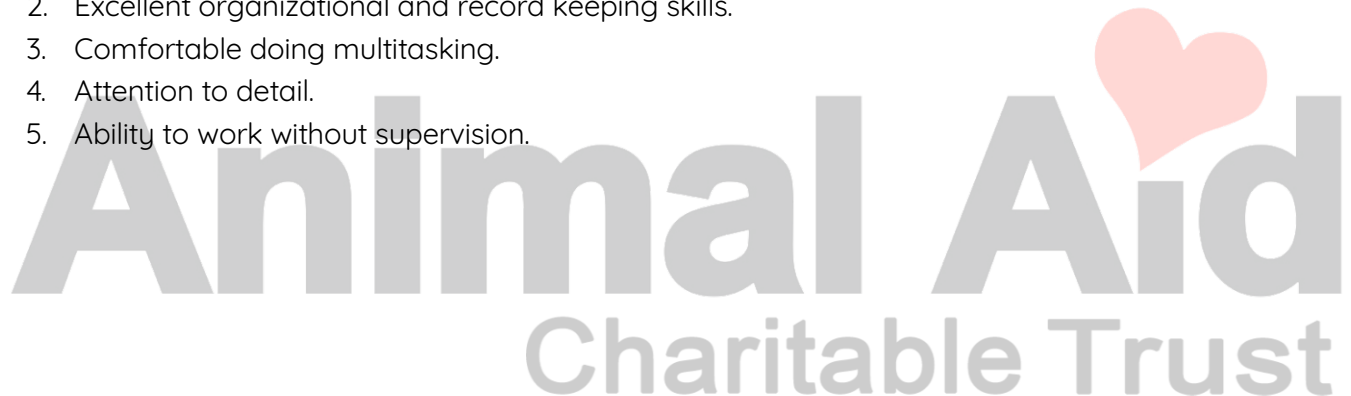 2. Excellent organizational and record keeping skills.
3. Comfortable doing multitasking.
4. Attention to detail.
5. Ability to work without supervision.
Animal Aid
Charitable Trust